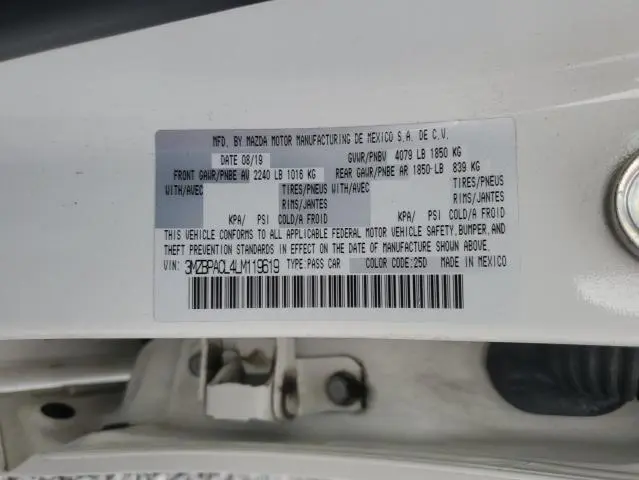 MFD. BY MAZDA MOTOR MANUFACTURING DE MEXICO S.A. DE C.V.
DATE 08/19 GVWR/PNBV 4079 LB 1850 KG
FRONT GAWR/PNBE AV 2240 LB 1016 KG REAR GAWR/PNBE AR 1850 LB 839 KG
WITH/AVEC TIRES/PNEUS WITH/AVEC TIRES/PNEUS
RIMS/JANTES RIMS/JANTES
KPA/ PSI COLD/A FROID KPA/ PSI COLD/A FROID
THIS VEHICLE CONFORMS TO ALL APPLICABLE FEDERAL MOTOR VEHICLE SAFETY, BUMPER, AND
THEFT PREVENTION STANDARDS IN EFFECT ON THE DATE OF MANUFACTURE SHOWN ABOVE.
VIN: 3MZBPACL4LM119619 TYPE:PASS CAR COLOR CODE:25D MADE IN MEXICO